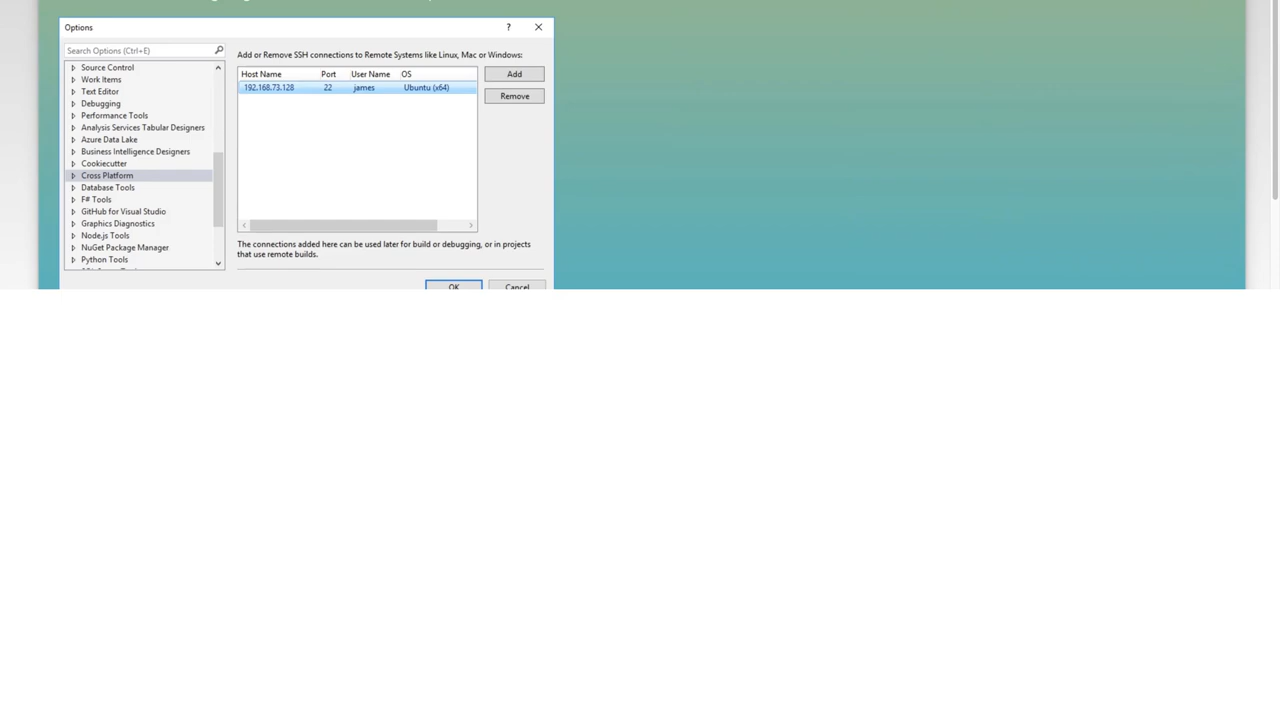 Options
?
Search Options (Ctrl+E)
Source Control
Work Items
Text Editor
Debugging
Performance Tools
Analysis Services Tabular Designers
Azure Data Lake
Business Intelligence Designers
Cookiecutter
Cross Platform
Database Tools
F# Tools
GitHub for Visual Studio
Graphics Diagnostics
Node.js Tools
NuGet Package Manager
Python Tools
Add or Remove SSH connections to Remote Systems like Linux, Mac or Windows:
Host Name Port User Name OS
192.168.73.128 22 james Ubuntu (x64)
Add
Remove
The connections added here can be used later for build or debugging, or in projects
that use remote builds.
OK Cancel